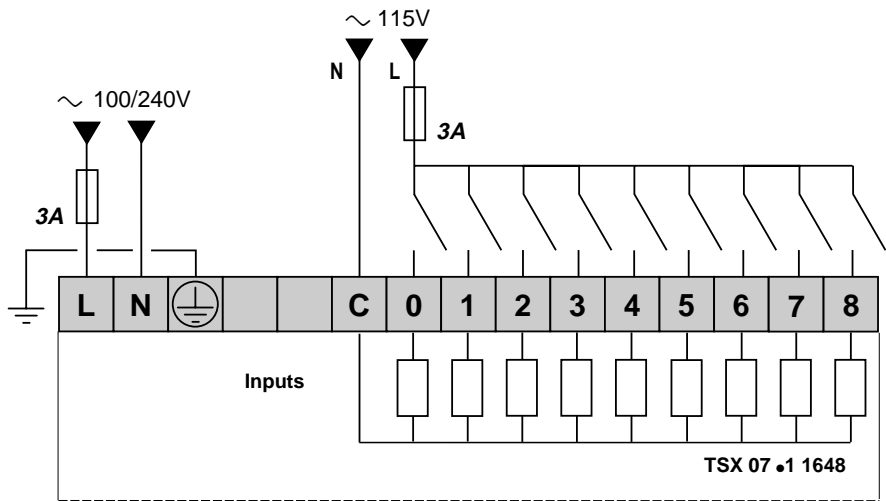 ∼ 115V
N L
∼ 100/240V
3A
3A
L N C 0 1 2 3 4 5 6 7 8
Inputs
TSX 07 •1 1648